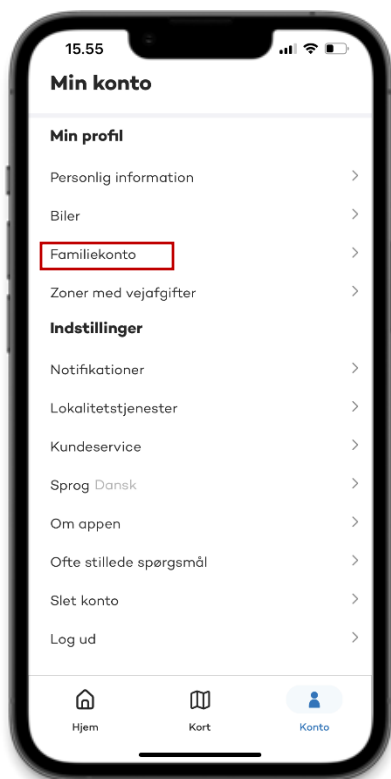 15.55
Min konto
Min profil
Personlig information
Biler
Familiekonto
Zoner med vejafgifter
Indstillinger
Notifikationer
Lokalitetstjenester
Kundeservice
Sprog Dansk
Om appen
Ofte stillede spørgsmål
Slet konto
Log ud
Hjem Kort Konto